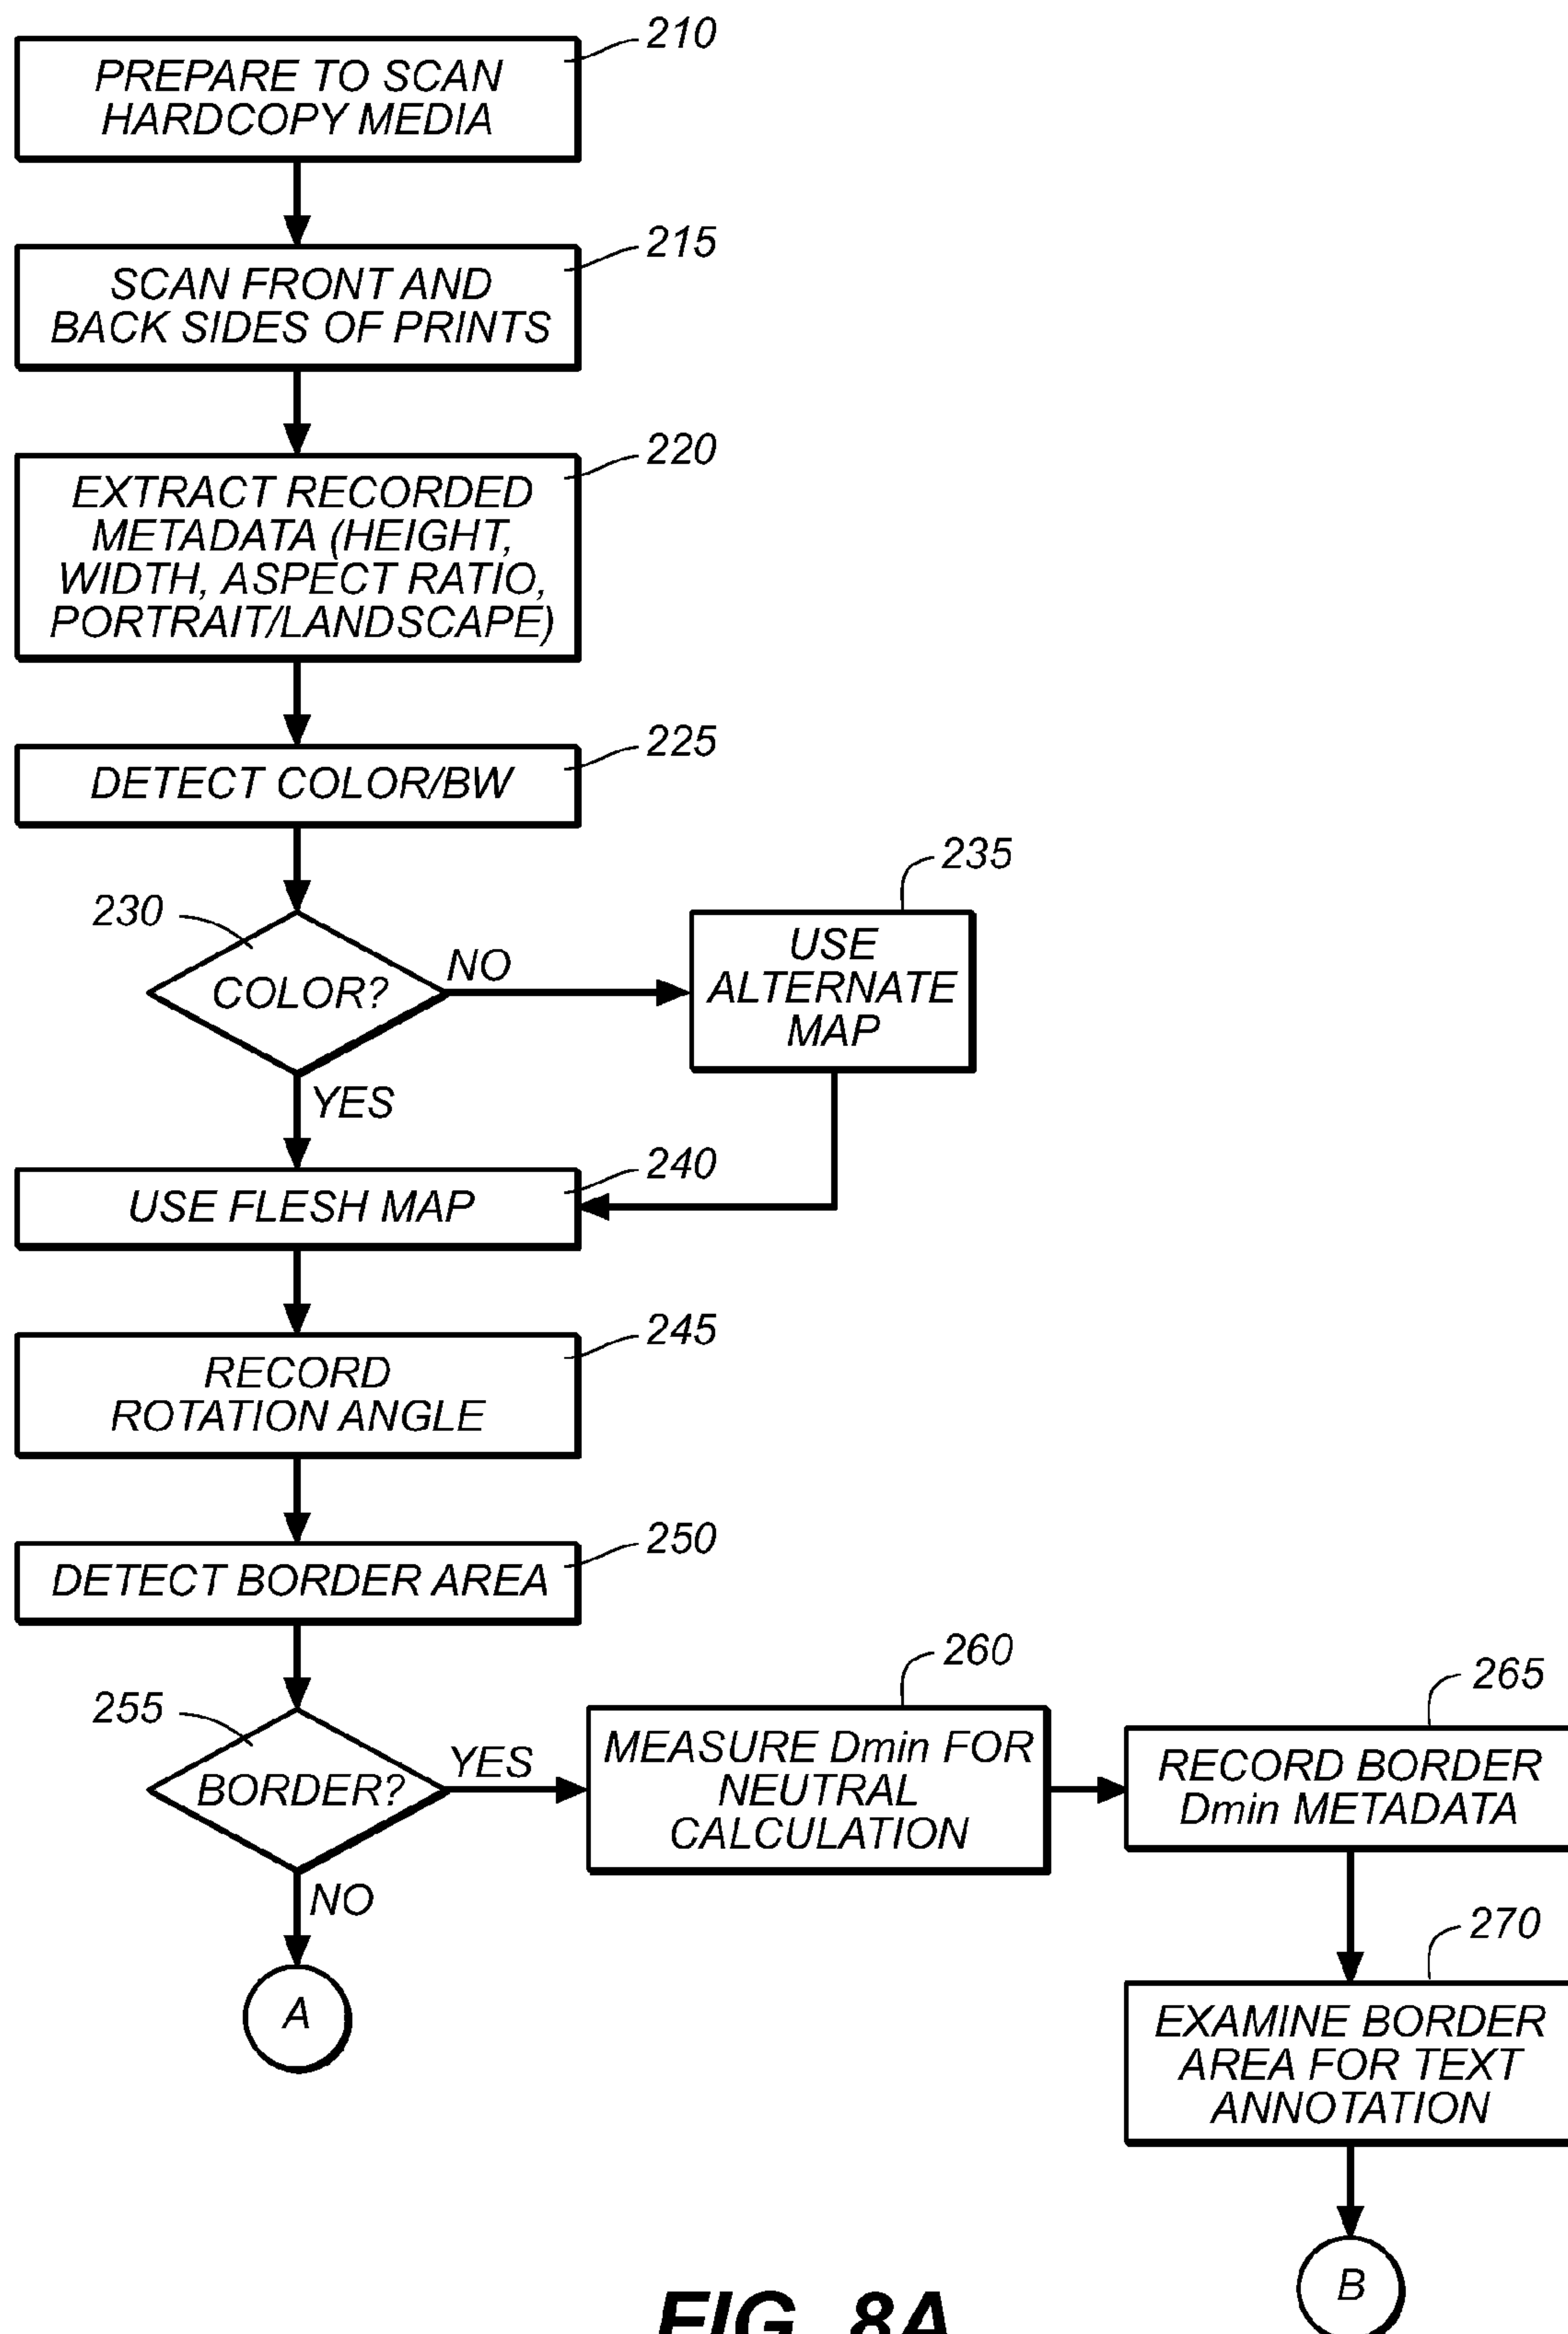 210
PREPARE TO SCAN
HARDCOPY MEDIA
215
SCAN FRONT AND
BACK SIDES OF PRINTS
220
EXTRACT RECORDED
METADATA (HEIGHT,
WIDTH, ASPECT RATIO,
PORTRAIT/LANDSCAPE)
225
DETECT COLOR/BW
230
COLOR?
NO
235
USE
ALTERNATE
MAP
YES
240
USE FLESH MAP
245
RECORD
ROTATION ANGLE
250
DETECT BORDER AREA
255
BORDER?
YES
260
MEASURE Dmin FOR
NEUTRAL
CALCULATION
265
RECORD BORDER
Dmin METADATA
NO
A
270
EXAMINE BORDER
AREA FOR TEXT
ANNOTATION
B
FIG. 8A